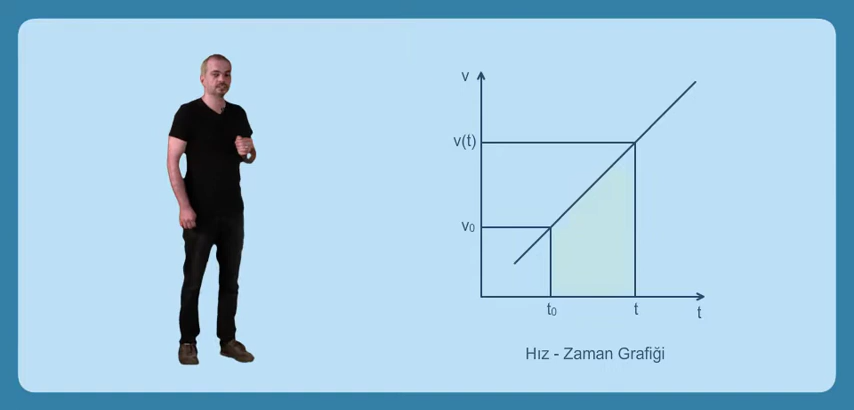 v
v(t)
v₀
t₀
t
t
Hız - Zaman Grafiği